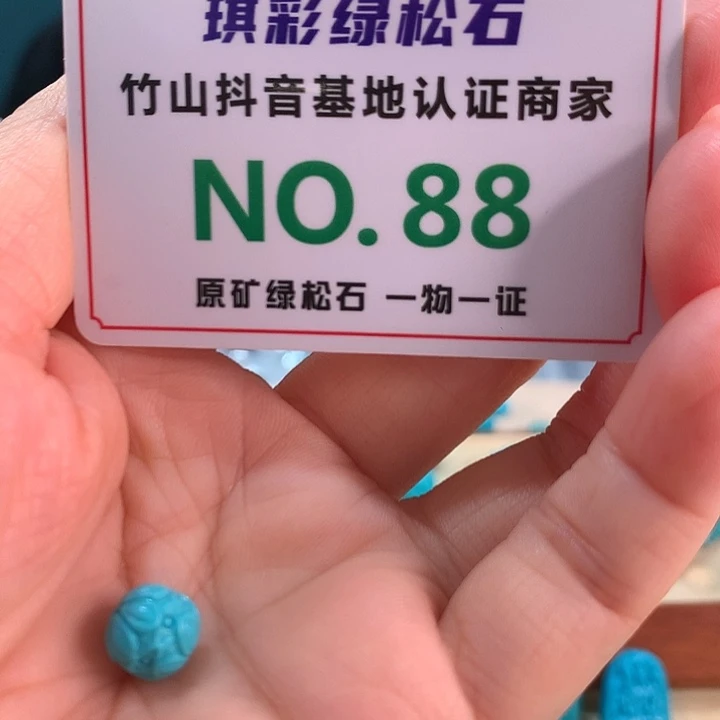 琪彩绿松石
竹山抖音基地认证商家
NO. 88
原矿绿松石 一物一证